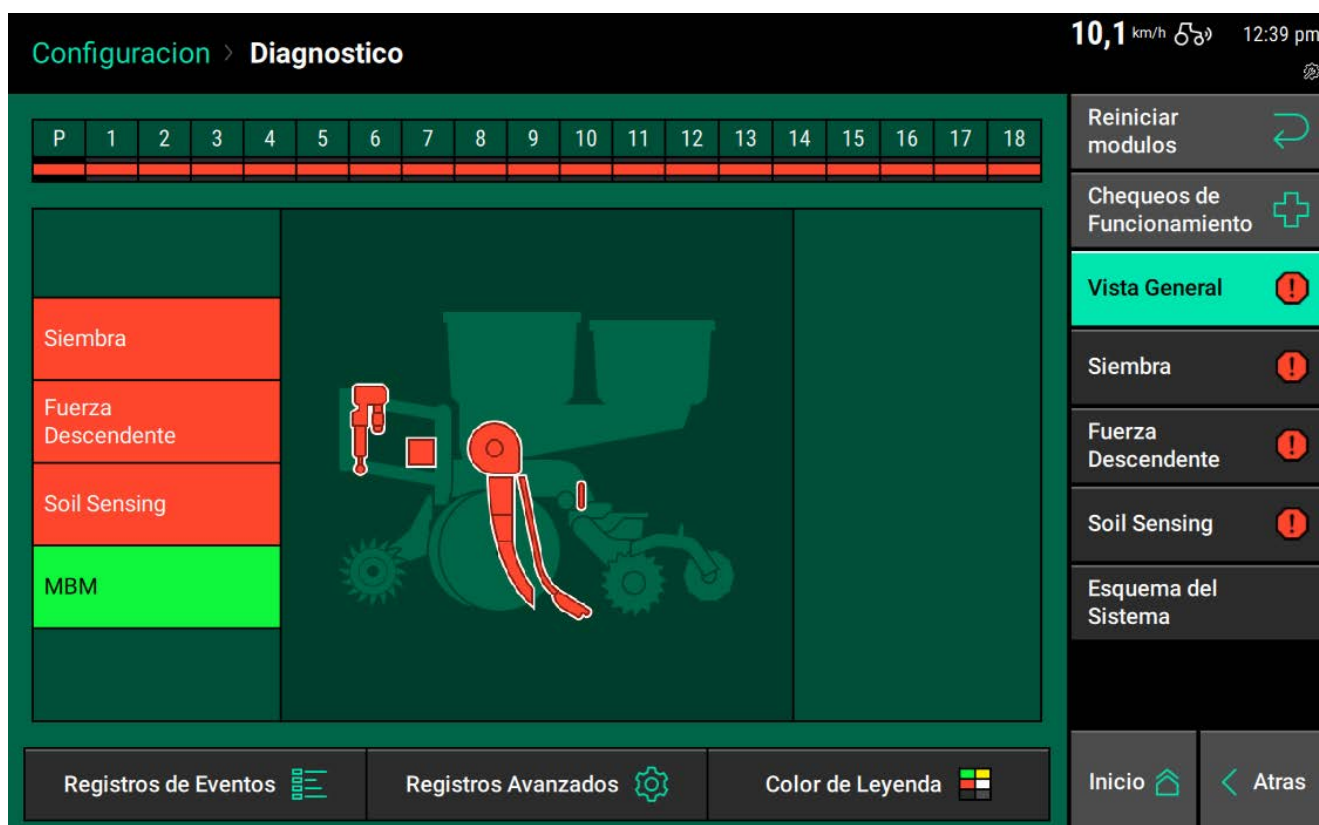 Configuracion > Diagnostico
10,1 km/h 12:39 pm
P 1 2 3 4 5 6 7 8 9 10 11 12 13 14 15 16 17 18
Siembra
Fuerza
Descendente
Soil Sensing
MBM
Registros de Eventos
Registros Avanzados
Color de Leyenda
Reiniciar
modulos
Chequeos de
Funcionamiento
Vista General
Siembra
Fuerza
Descendente
Soil Sensing
Esquema del
Sistema
Inicio
Atras